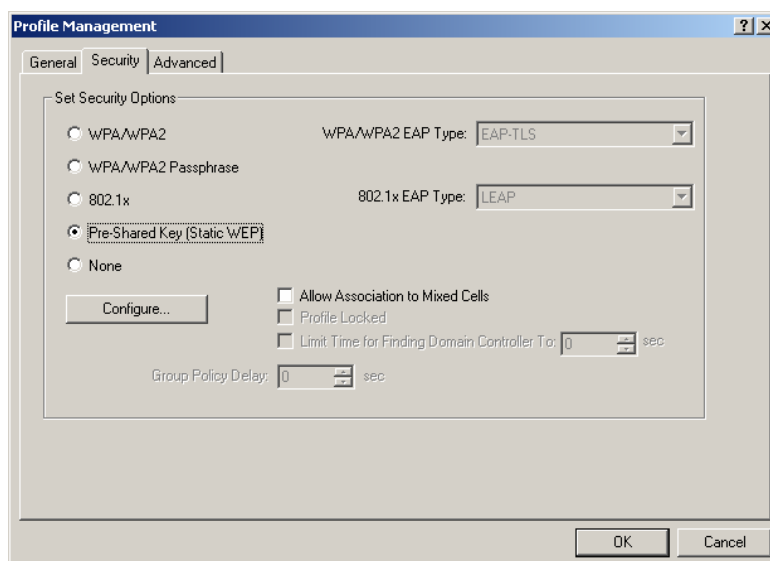 Profile Management
General Security Advanced
Set Security Options
WPA/WPA2 WPA/WPA2 EAP Type: EAP-TLS
WPA/WPA2 Passphrase
802.1x 802.1x EAP Type: LEAP
Pre-Shared Key (Static WEP)
None
Configure... Allow Association to Mixed Cells
Profile Locked
Limit Time for Finding Domain Controller To: 0 sec
Group Policy Delay: 0 sec
OK Cancel